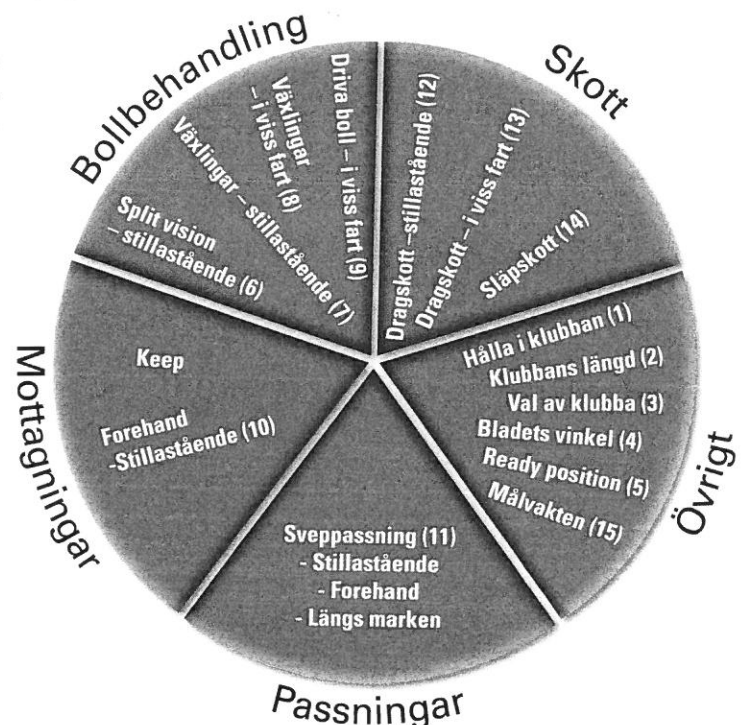 Bollbehandling
Split vision
– stillastående (6)
Växlingar – stillastående (7)
Växlingar
– i viss fart (8)
Driva boll – i viss fart (9)
Skott
Dragskott –stillastående (12)
Dragskott – i viss fart (13)
Släpskott (14)
Övrigt
Hålla i klubban (1)
Klubbans längd (2)
Val av klubba (3)
Bladets vinkel (4)
Ready position (5)
Målvakten (15)
Passningar
Sveppassning (11)
- Stillastående
- Forehand
- Längs marken
Mottagningar
Keep
Forehand
-Stillastående (10)